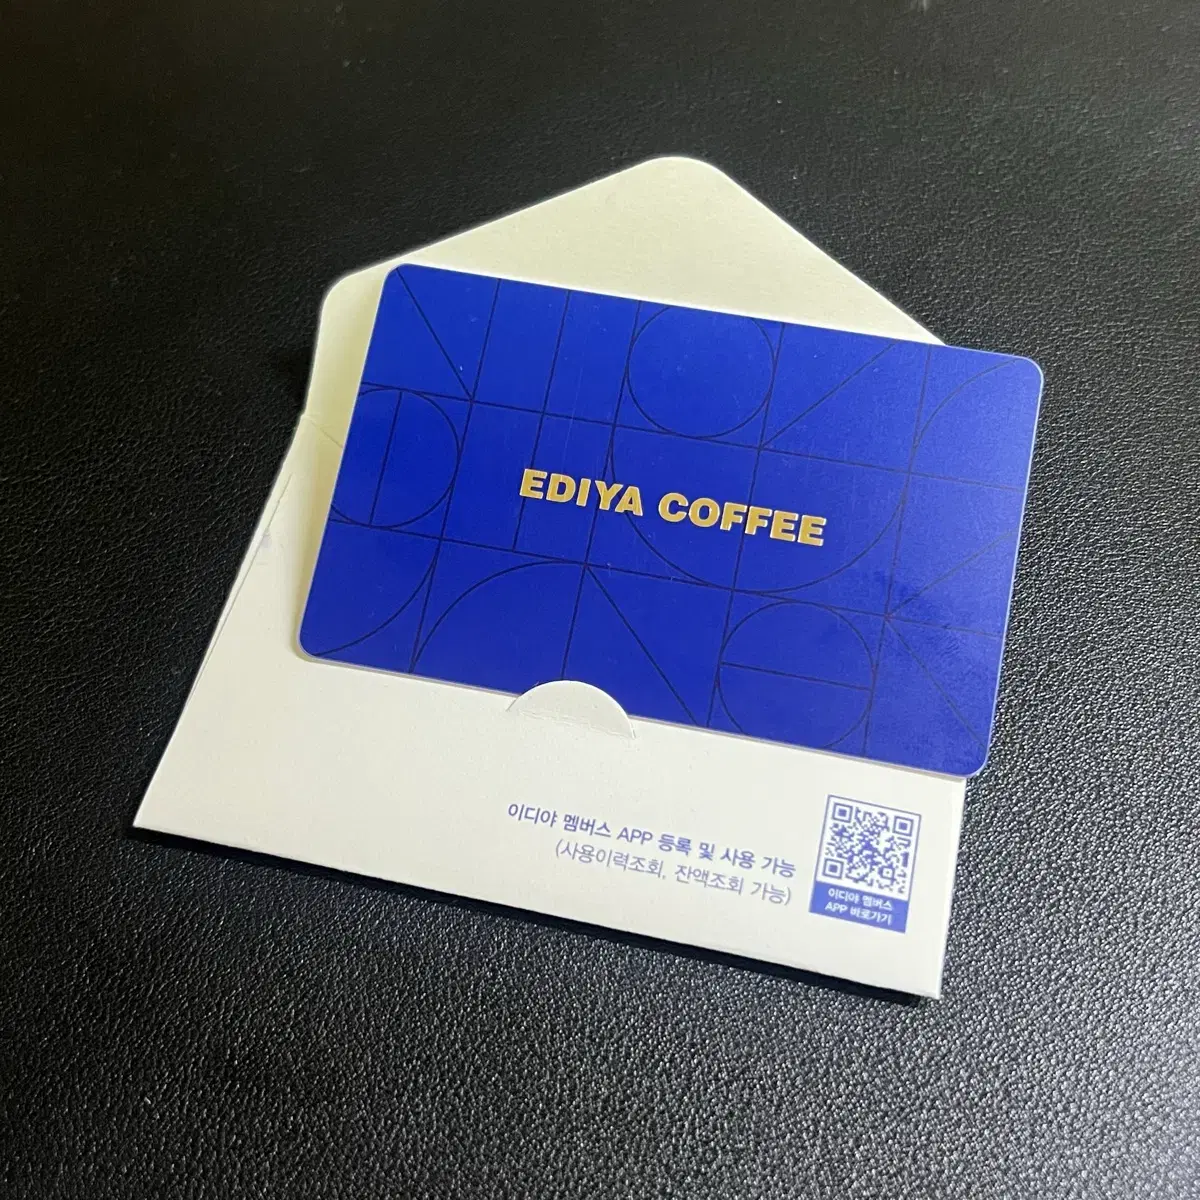 EDIYA COFFEE
이디야 멤버스 APP 등록 및 사용 가능
(사용이력조회, 잔액조회 가능)
이디야 멤버스
APP 바로가기